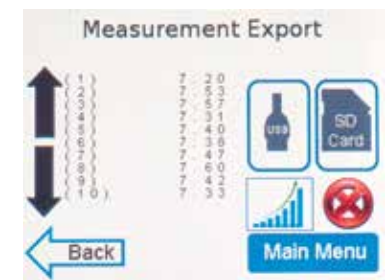 Measurement Export
(1) 7.20
(2) 7.53
(3) 7.57
(4) 7.31
(5) 7.40
(6) 7.38
(7) 7.47
(8) 7.60
(9) 7.42
(10) 7.33
USB
SD
Card
Back
Main Menu